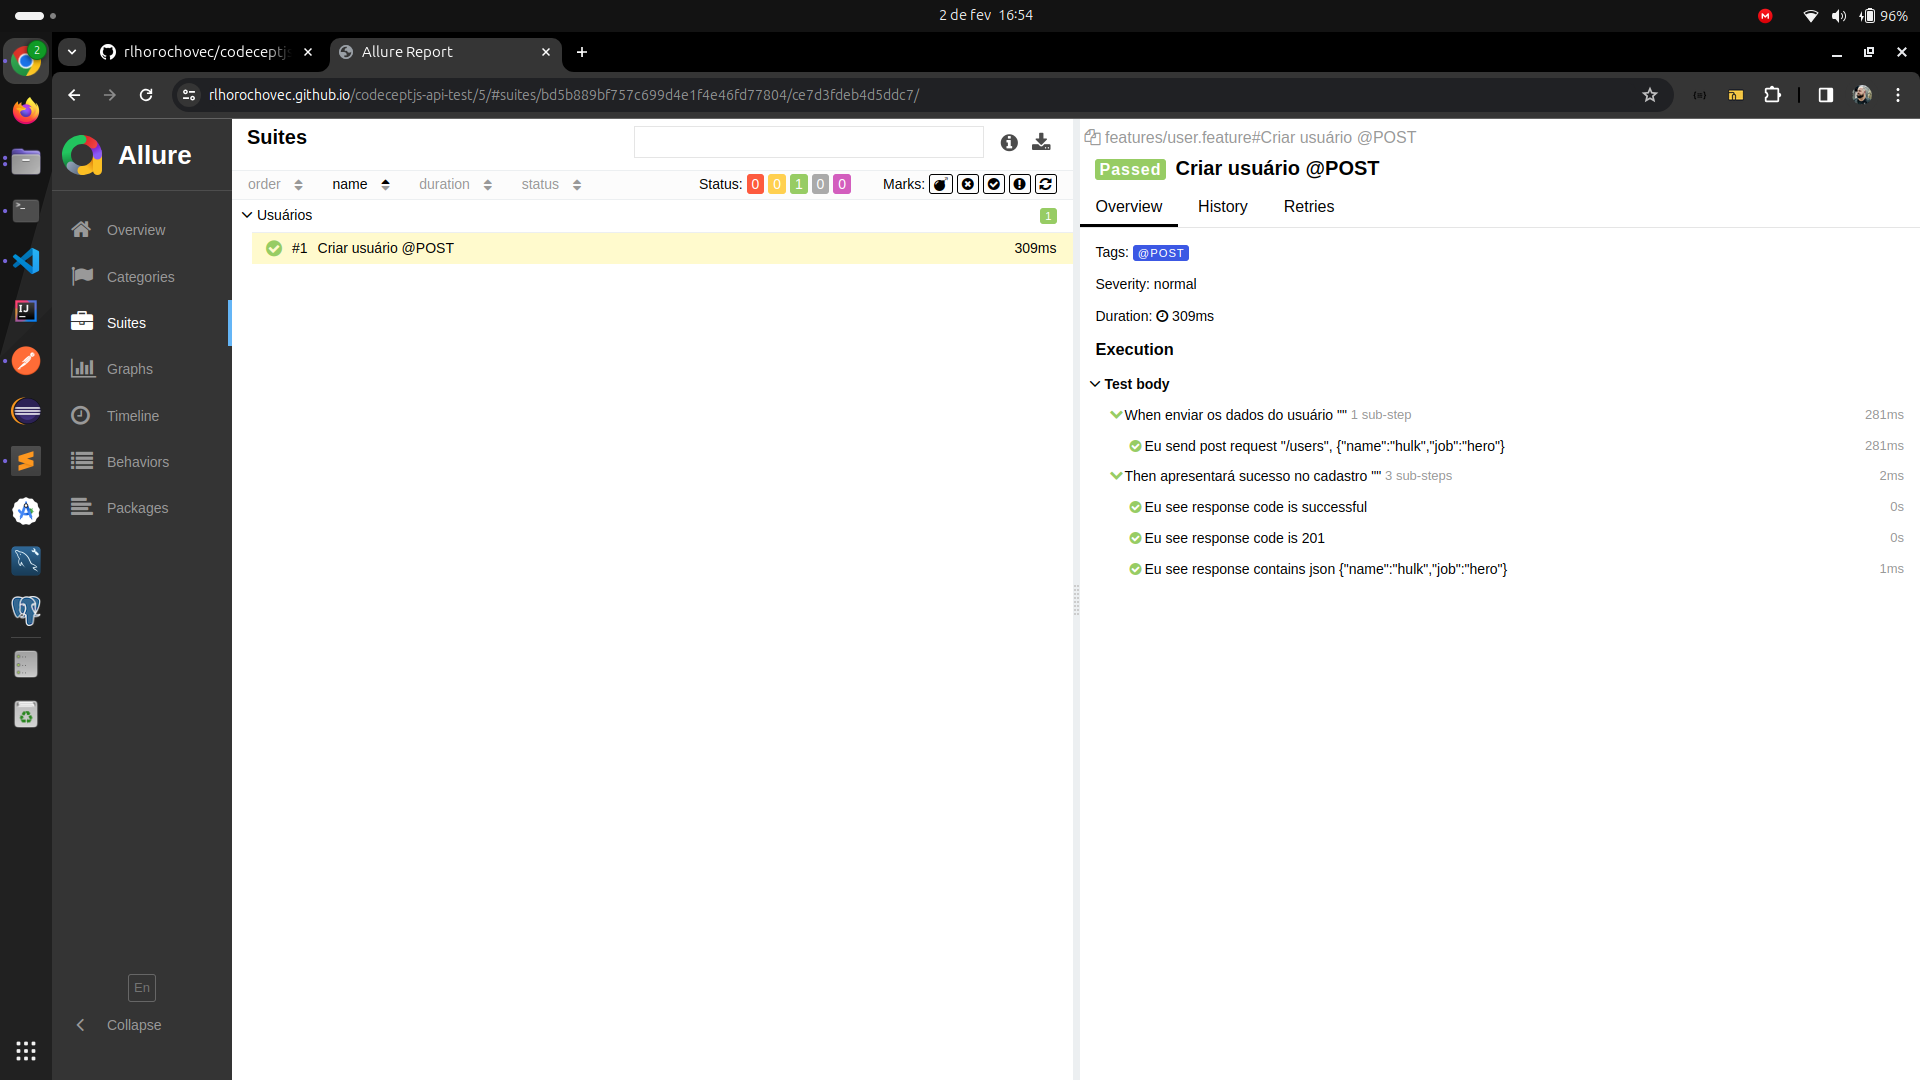 2 de fev 16:54
96%
2
rlhorochovec/codeceptjs
Allure Report
rlhorochovec.github.io/codeceptjs-api-test/5/#suites/bd5b889bf757c699d4e1f4e46fd77804/ce7d3fdeb4d5ddc7/
Allure
Overview
Categories
Suites
Graphs
Timeline
Behaviors
Packages
En
Collapse
Suites
order name duration status Status: 0 0 1 0 0 Marks:
Usuários 1
#1 Criar usuário @POST 309ms
features/user.feature#Criar usuário @POST
Passed Criar usuário @POST
Overview History Retries
Tags: @POST
Severity: normal
Duration: 309ms
Execution
Test body
When enviar os dados do usuário "" 1 sub-step 281ms
Eu send post request "/users", {"name":"hulk","job":"hero"} 281ms
Then apresentará sucesso no cadastro "" 3 sub-steps 2ms
Eu see response code is successful 0s
Eu see response code is 201 0s
Eu see response contains json {"name":"hulk","job":"hero"} 1ms